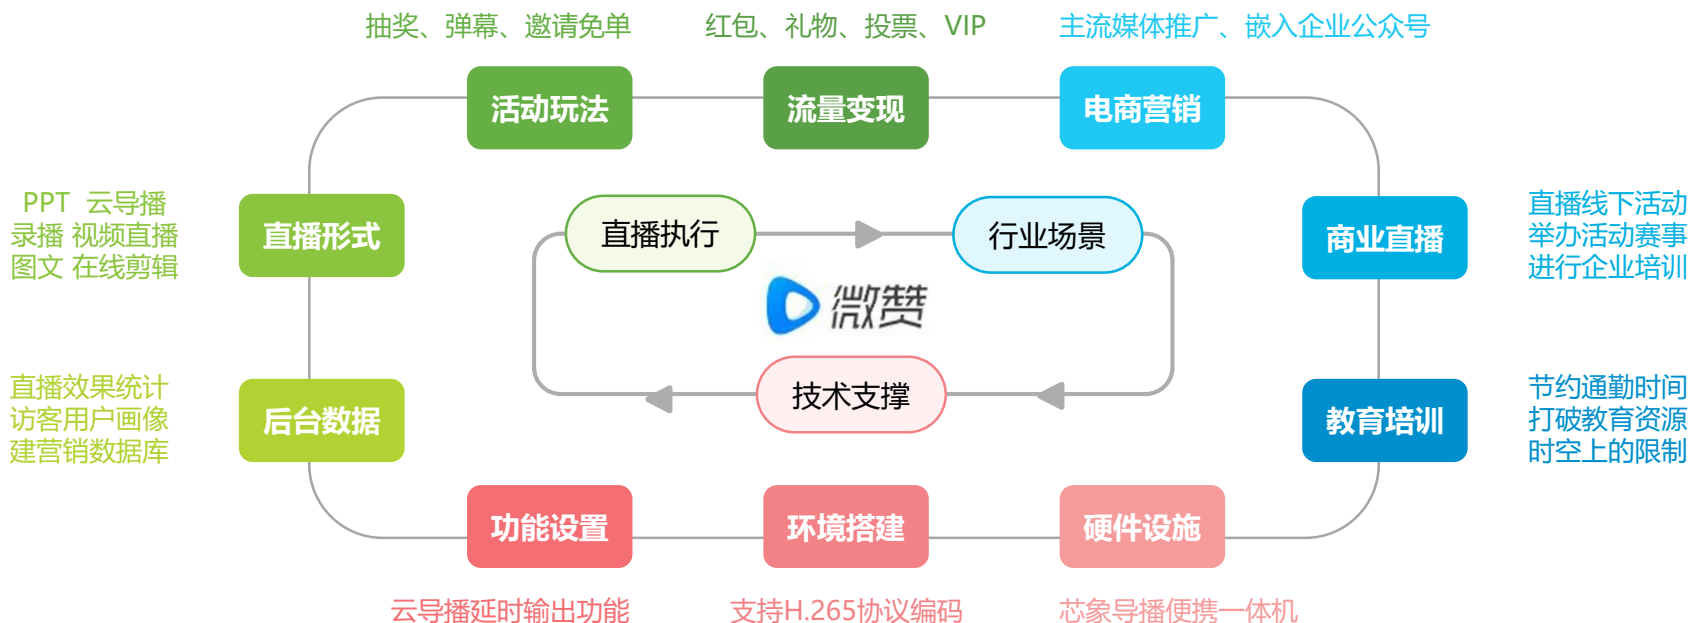 抽奖、弹幕、邀请免单
红包、礼物、投票、VIP
主流媒体推广、嵌入企业公众号
活动玩法
流量变现
电商营销
PPT 云导播
录播 视频直播
图文 在线剪辑
直播形式
直播执行
行业场景
商业直播
直播线下活动
举办活动赛事
进行企业培训
微赞
直播效果统计
访客用户画像
建营销数据库
后台数据
技术支撑
教育培训
节约通勤时间
打破教育资源
时空上的限制
功能设置
环境搭建
硬件设施
云导播延时输出功能
支持H.265协议编码
芯象导播便携一体机